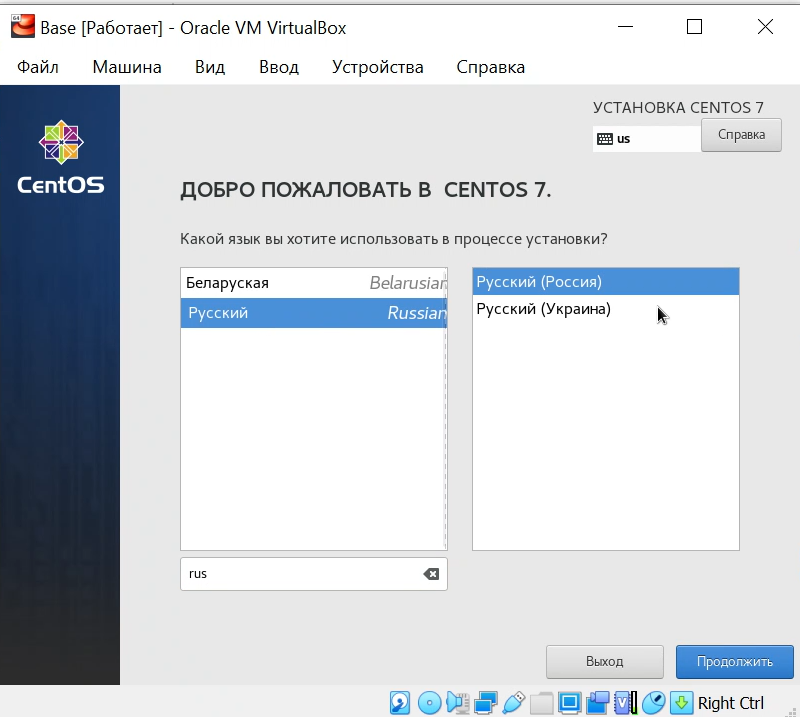 Base [Работает] - Oracle VM VirtualBox
Файл Машина Вид Ввод Устройства Справка
УСТАНОВКА CENTOS 7
us Справка
CentOS
ДОБРО ПОЖАЛОВАТЬ В CENTOS 7.
Какой язык вы хотите использовать в процессе установки?
Беларуская Belarusian
Русский Russian
Русский (Россия)
Русский (Украина)
rus
Выход Продолжить
Right Ctrl